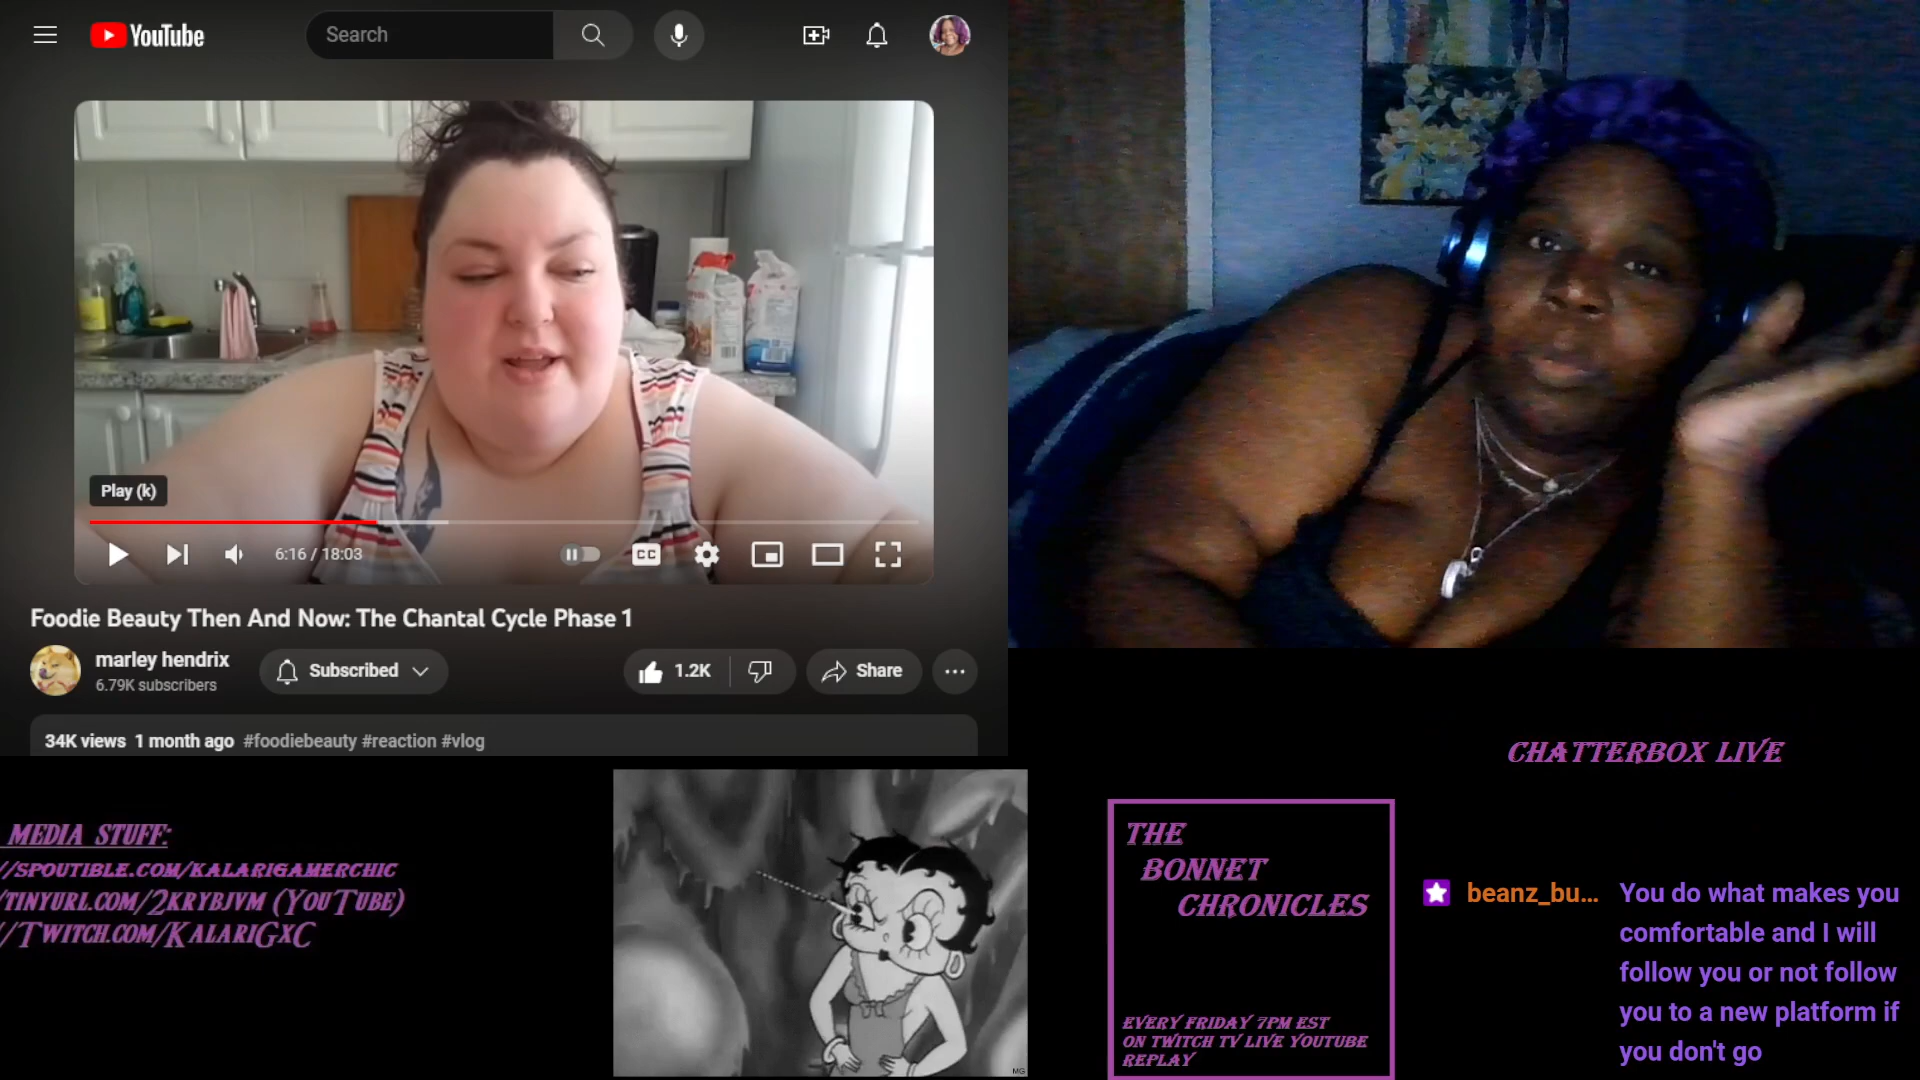 YouTube
Search
Play (k)
6:16 / 18:03
CC
Foodie Beauty Then And Now: The Chantal Cycle Phase 1
marley hendrix
6.79K subscribers
Subscribed
1.2K
Share
34K views 1 month ago #foodiebeauty #reaction #vlog
MEDIA STUFF:
//SPOUTIBLE.COM/KALARIGAMERCHIC
/TINYURL.COM/2KRYBJVM (YOUTUBE)
//TWITCH.COM/KALARIGXC
MG
THE
BONNET
CHRONICLES
EVERY FRIDAY 7PM EST
ON TWITCH TV LIVE YOUTUBE
REPLAY
CHATTERBOX LIVE
beanz_bu... You do what makes you
comfortable and I will
follow you or not follow
you to a new platform if
you don't go